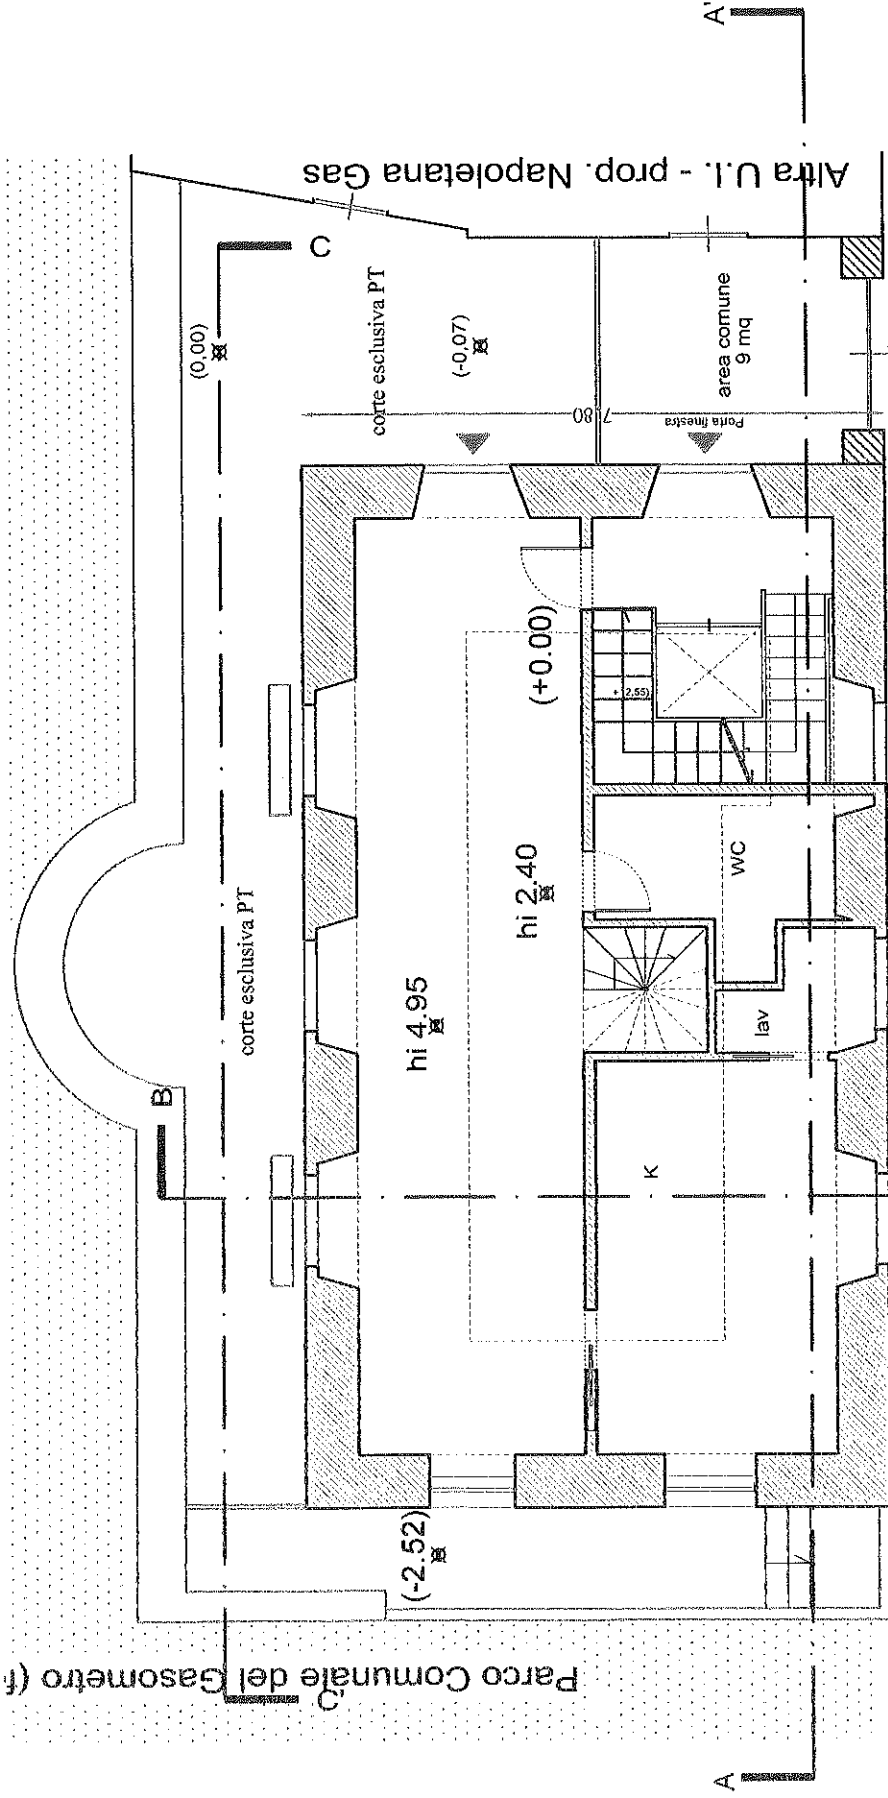 A'
Altra U.I. - prop. Napoletana Gas
C
(0,00)
corte esclusiva PT
(-0,07)
area comune
9 mq
7.80
Porta finestra
(+0.00)
+ (2,55)
hi 2.40
WC
corte esclusiva PT
hi 4.95
lav
B
K
(-2.52)
Parco Comunale del Gasometro (f
C'
A